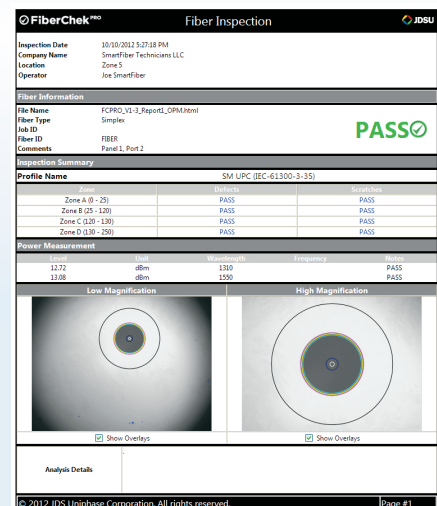 FiberChek PRO Fiber Inspection JDSU
Inspection Date 10/10/2012 5:27:18 PM
Company Name SmartFiber Technicians LLC
Location Zone 5
Operator Joe SmartFiber
Fiber Information
File Name FCPRO_V1-3_Report1_OPM.html
Fiber Type Simplex
Job ID
Fiber ID FIBER
Comments Panel 1, Port 2
PASS
Inspection Summary
Profile Name SM UPC (IEC-61300-3-35)
Zone Defects Scratches
Zone A (0 - 25) PASS PASS
Zone B (25 - 120) PASS PASS
Zone C (120 - 130) PASS PASS
Zone D (130 - 250) PASS PASS
Power Measurement
Level Unit Wavelength Frequency Notes
12.72 dBm 1310 PASS
13.08 dBm 1550 PASS
Low Magnification High Magnification
Show Overlays Show Overlays
Analysis Details
© 2012 JDS Uniphase Corporation. All rights reserved. Page #1